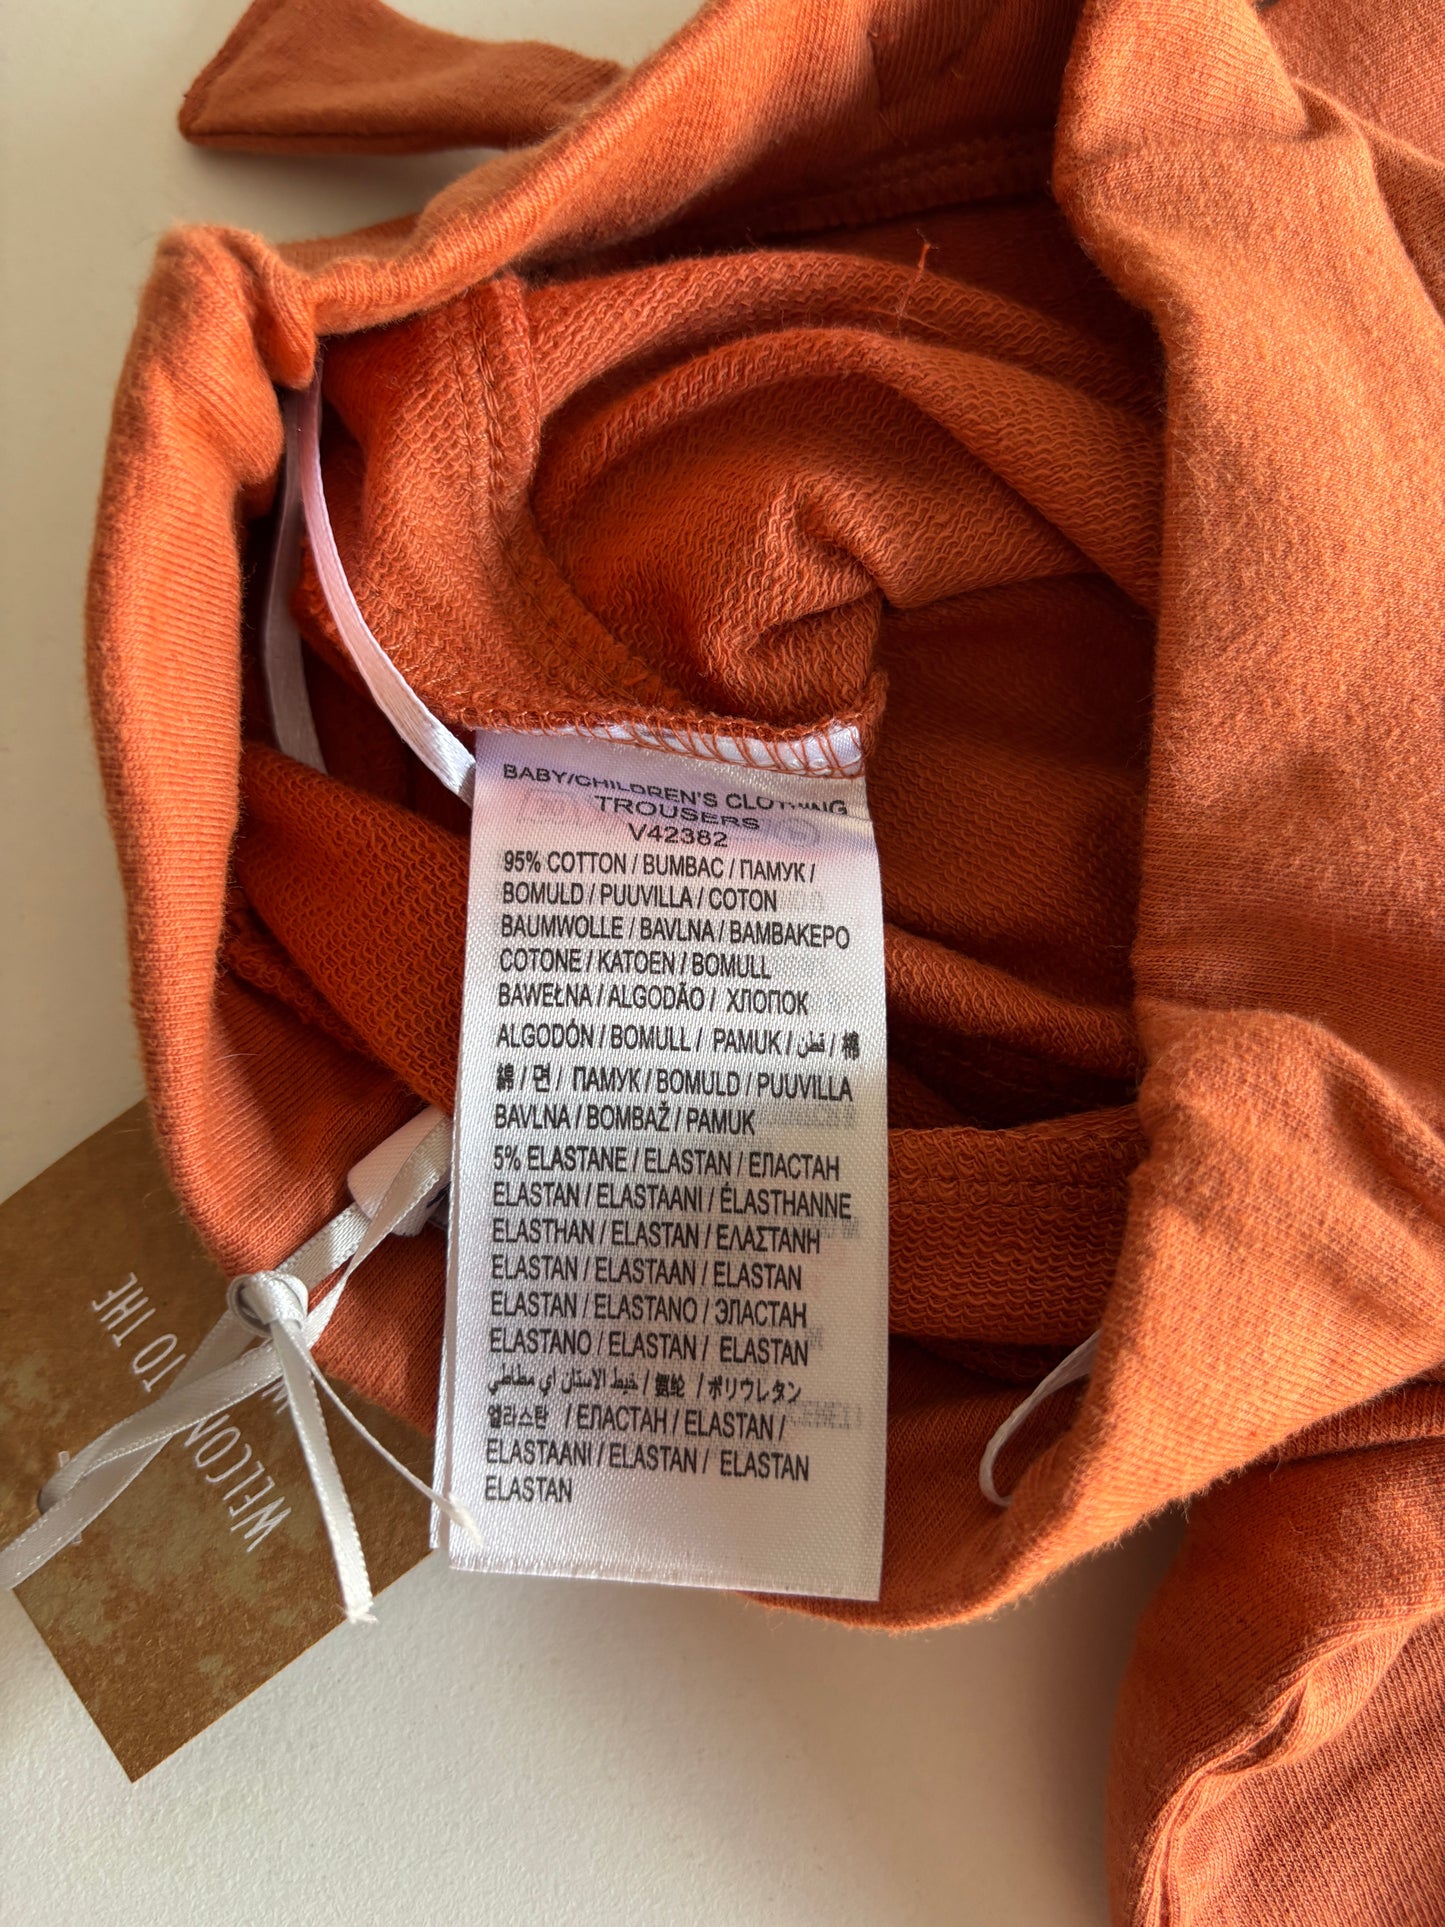 BABY/CHILDREN'S CLOTHING
TROUSERS
V42382
95% COTTON / BUMBAC / ПАМУК /
BOMULD / PUUVILLA / COTON
BAUMWOLLE / BAVLNA / ΒΑΜΒΑΚΕΡΟ
COTONE / KATOEN / BOMULL
BAWEŁNA / ALGODÃO / ХЛОПОК
ALGODÓN / BOMULL / PAMUK / قطن / 棉
綿 / 면 / ПАМУК / BOMULD / PUUVILLA
BAVLNA / BOMBAŽ / PAMUK
5% ELASTANE / ELASTAN / ЕЛАСТАН
ELASTAN / ELASTAANI / ÉLASTHANNE
ELASTHAN / ELASTAN / ΕΛΑΣΤΑΝΗ
ELASTAN / ELASTAAN / ELASTAN
ELASTAN / ELASTANO / ЭЛАСТАН
ELASTANO / ELASTAN / ELASTAN
خيط الاستان اي مطاطي / 氨纶 / ポリウレタン
엘라스탄 / ЕЛАСТАН / ELASTAN /
ELASTAANI / ELASTAN / ELASTAN
ELASTAN
TO THE